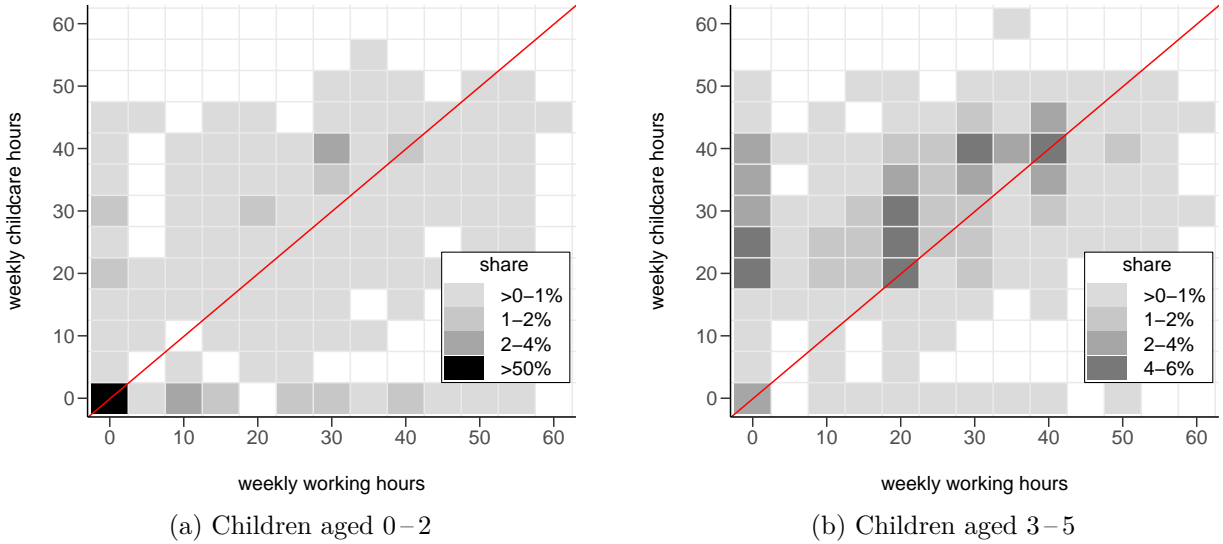 60
50
40
30
20
10
0
weekly childcare hours
share
>0−1%
1−2%
2−4%
>50%
0 10 20 30 40 50 60
weekly working hours
(a) Children aged 0–2
60
50
40
30
20
10
0
weekly childcare hours
share
>0−1%
1−2%
2−4%
4−6%
0 10 20 30 40 50 60
weekly working hours
(b) Children aged 3–5